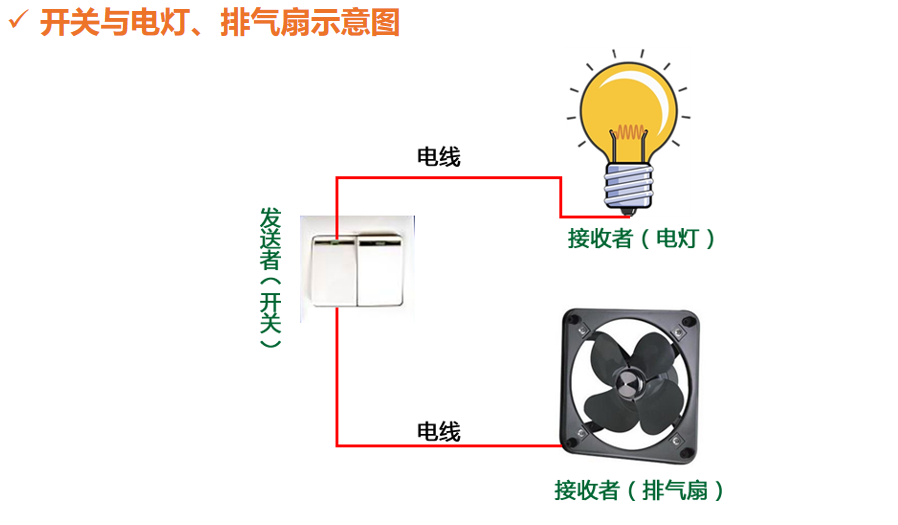 ✓ 开关与电灯、排气扇示意图
电线
发送者（开关）
接收者（电灯）
电线
接收者（排气扇）